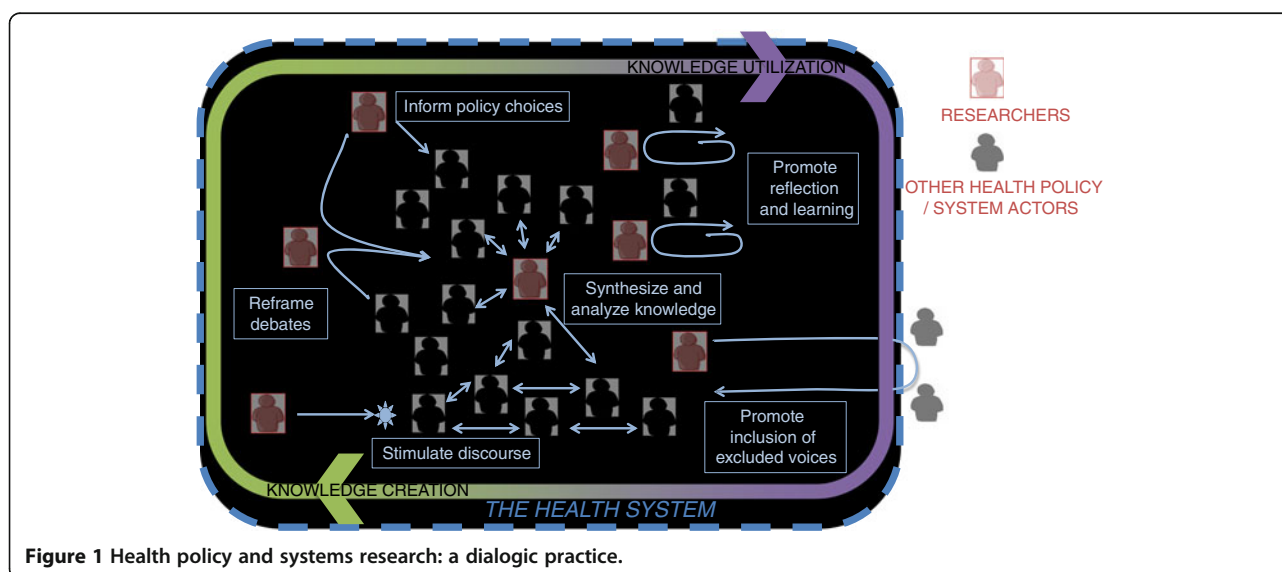 KNOWLEDGE UTILIZATION
Inform policy choices
RESEARCHERS
OTHER HEALTH POLICY
/ SYSTEM ACTORS
Promote
reflection
and learning
Reframe
debates
Synthesize and
analyze knowledge
Promote
inclusion of
excluded voices
Stimulate discourse
KNOWLEDGE CREATION
THE HEALTH SYSTEM
Figure 1 Health policy and systems research: a dialogic practice.